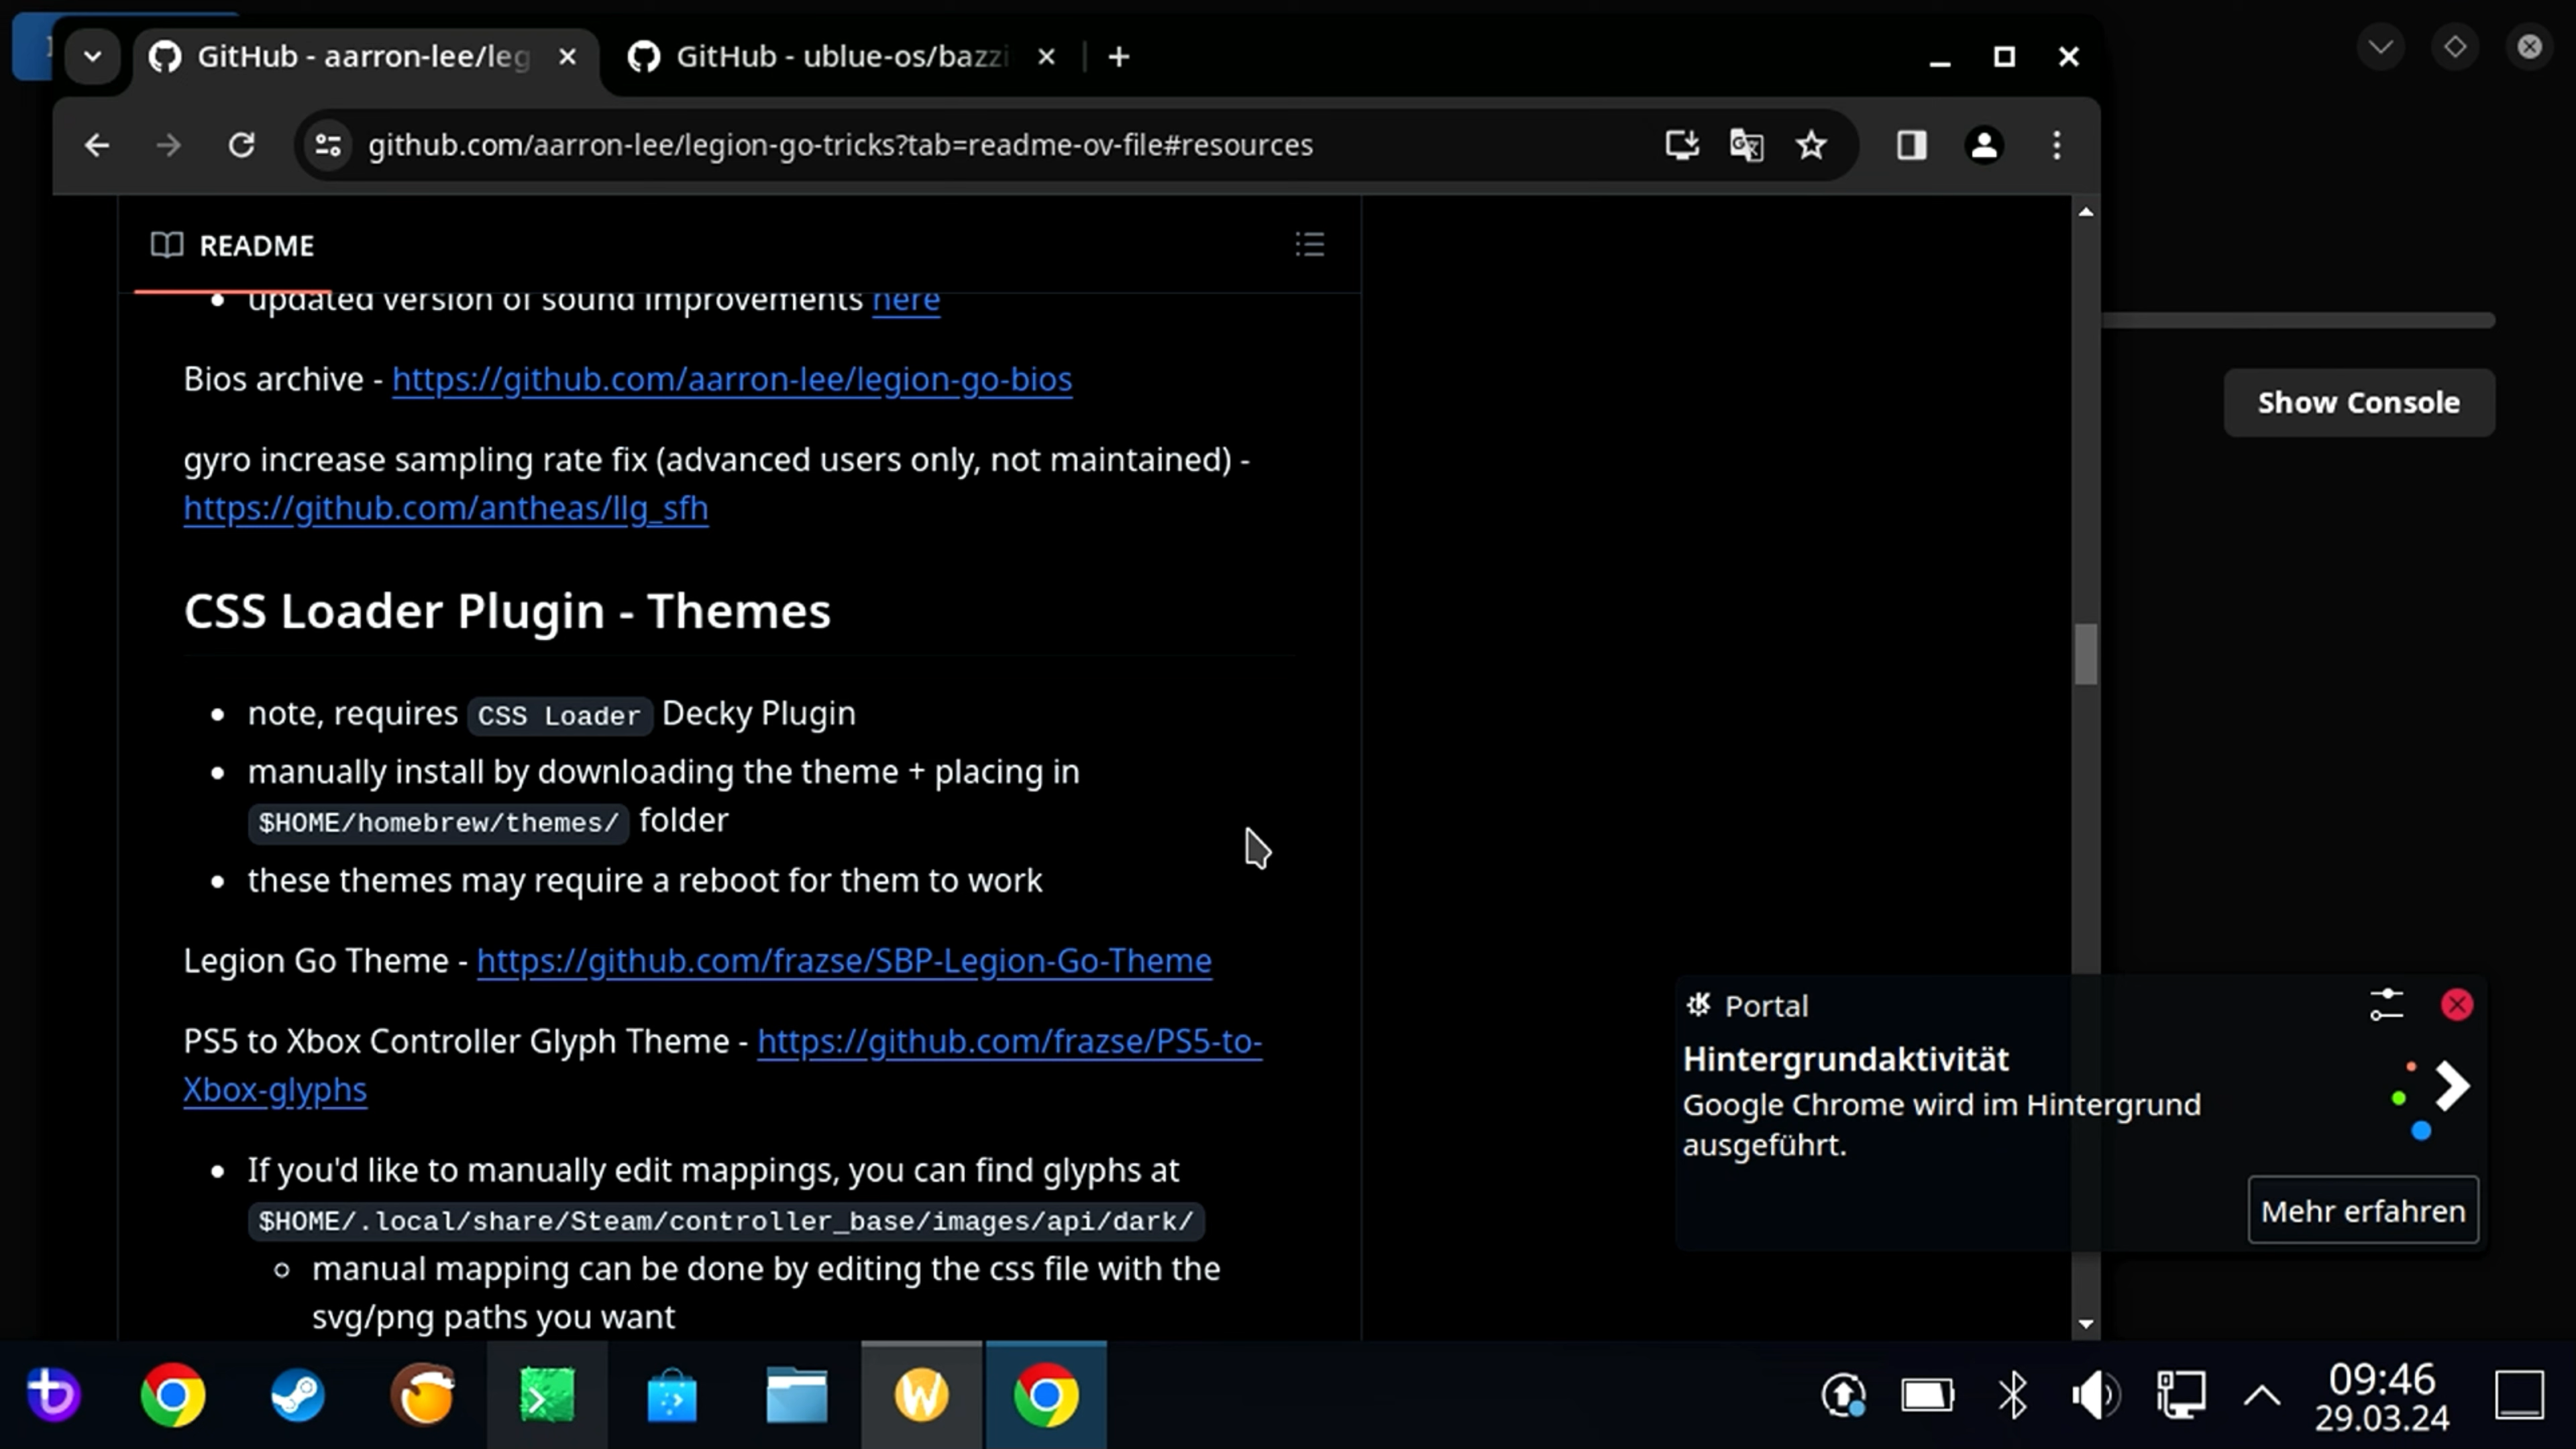 GitHub - aarron-lee/leg
GitHub - ublue-os/bazzi
github.com/aarron-lee/legion-go-tricks?tab=readme-ov-file#resources
README
updated version of sound improvements here
Bios archive - https://github.com/aarron-lee/legion-go-bios
Show Console
gyro increase sampling rate fix (advanced users only, not maintained) -
https://github.com/antheas/llg_sfh
CSS Loader Plugin - Themes
note, requires CSS Loader Decky Plugin
manually install by downloading the theme + placing in
$HOME/homebrew/themes/ folder
these themes may require a reboot for them to work
Legion Go Theme - https://github.com/frazse/SBP-Legion-Go-Theme
PS5 to Xbox Controller Glyph Theme - https://github.com/frazse/PS5-to-
Xbox-glyphs
If you'd like to manually edit mappings, you can find glyphs at
$HOME/.local/share/Steam/controller_base/images/api/dark/
manual mapping can be done by editing the css file with the
svg/png paths you want
Portal
Hintergrundaktivität
Google Chrome wird im Hintergrund
ausgeführt.
Mehr erfahren
09:46
29.03.24